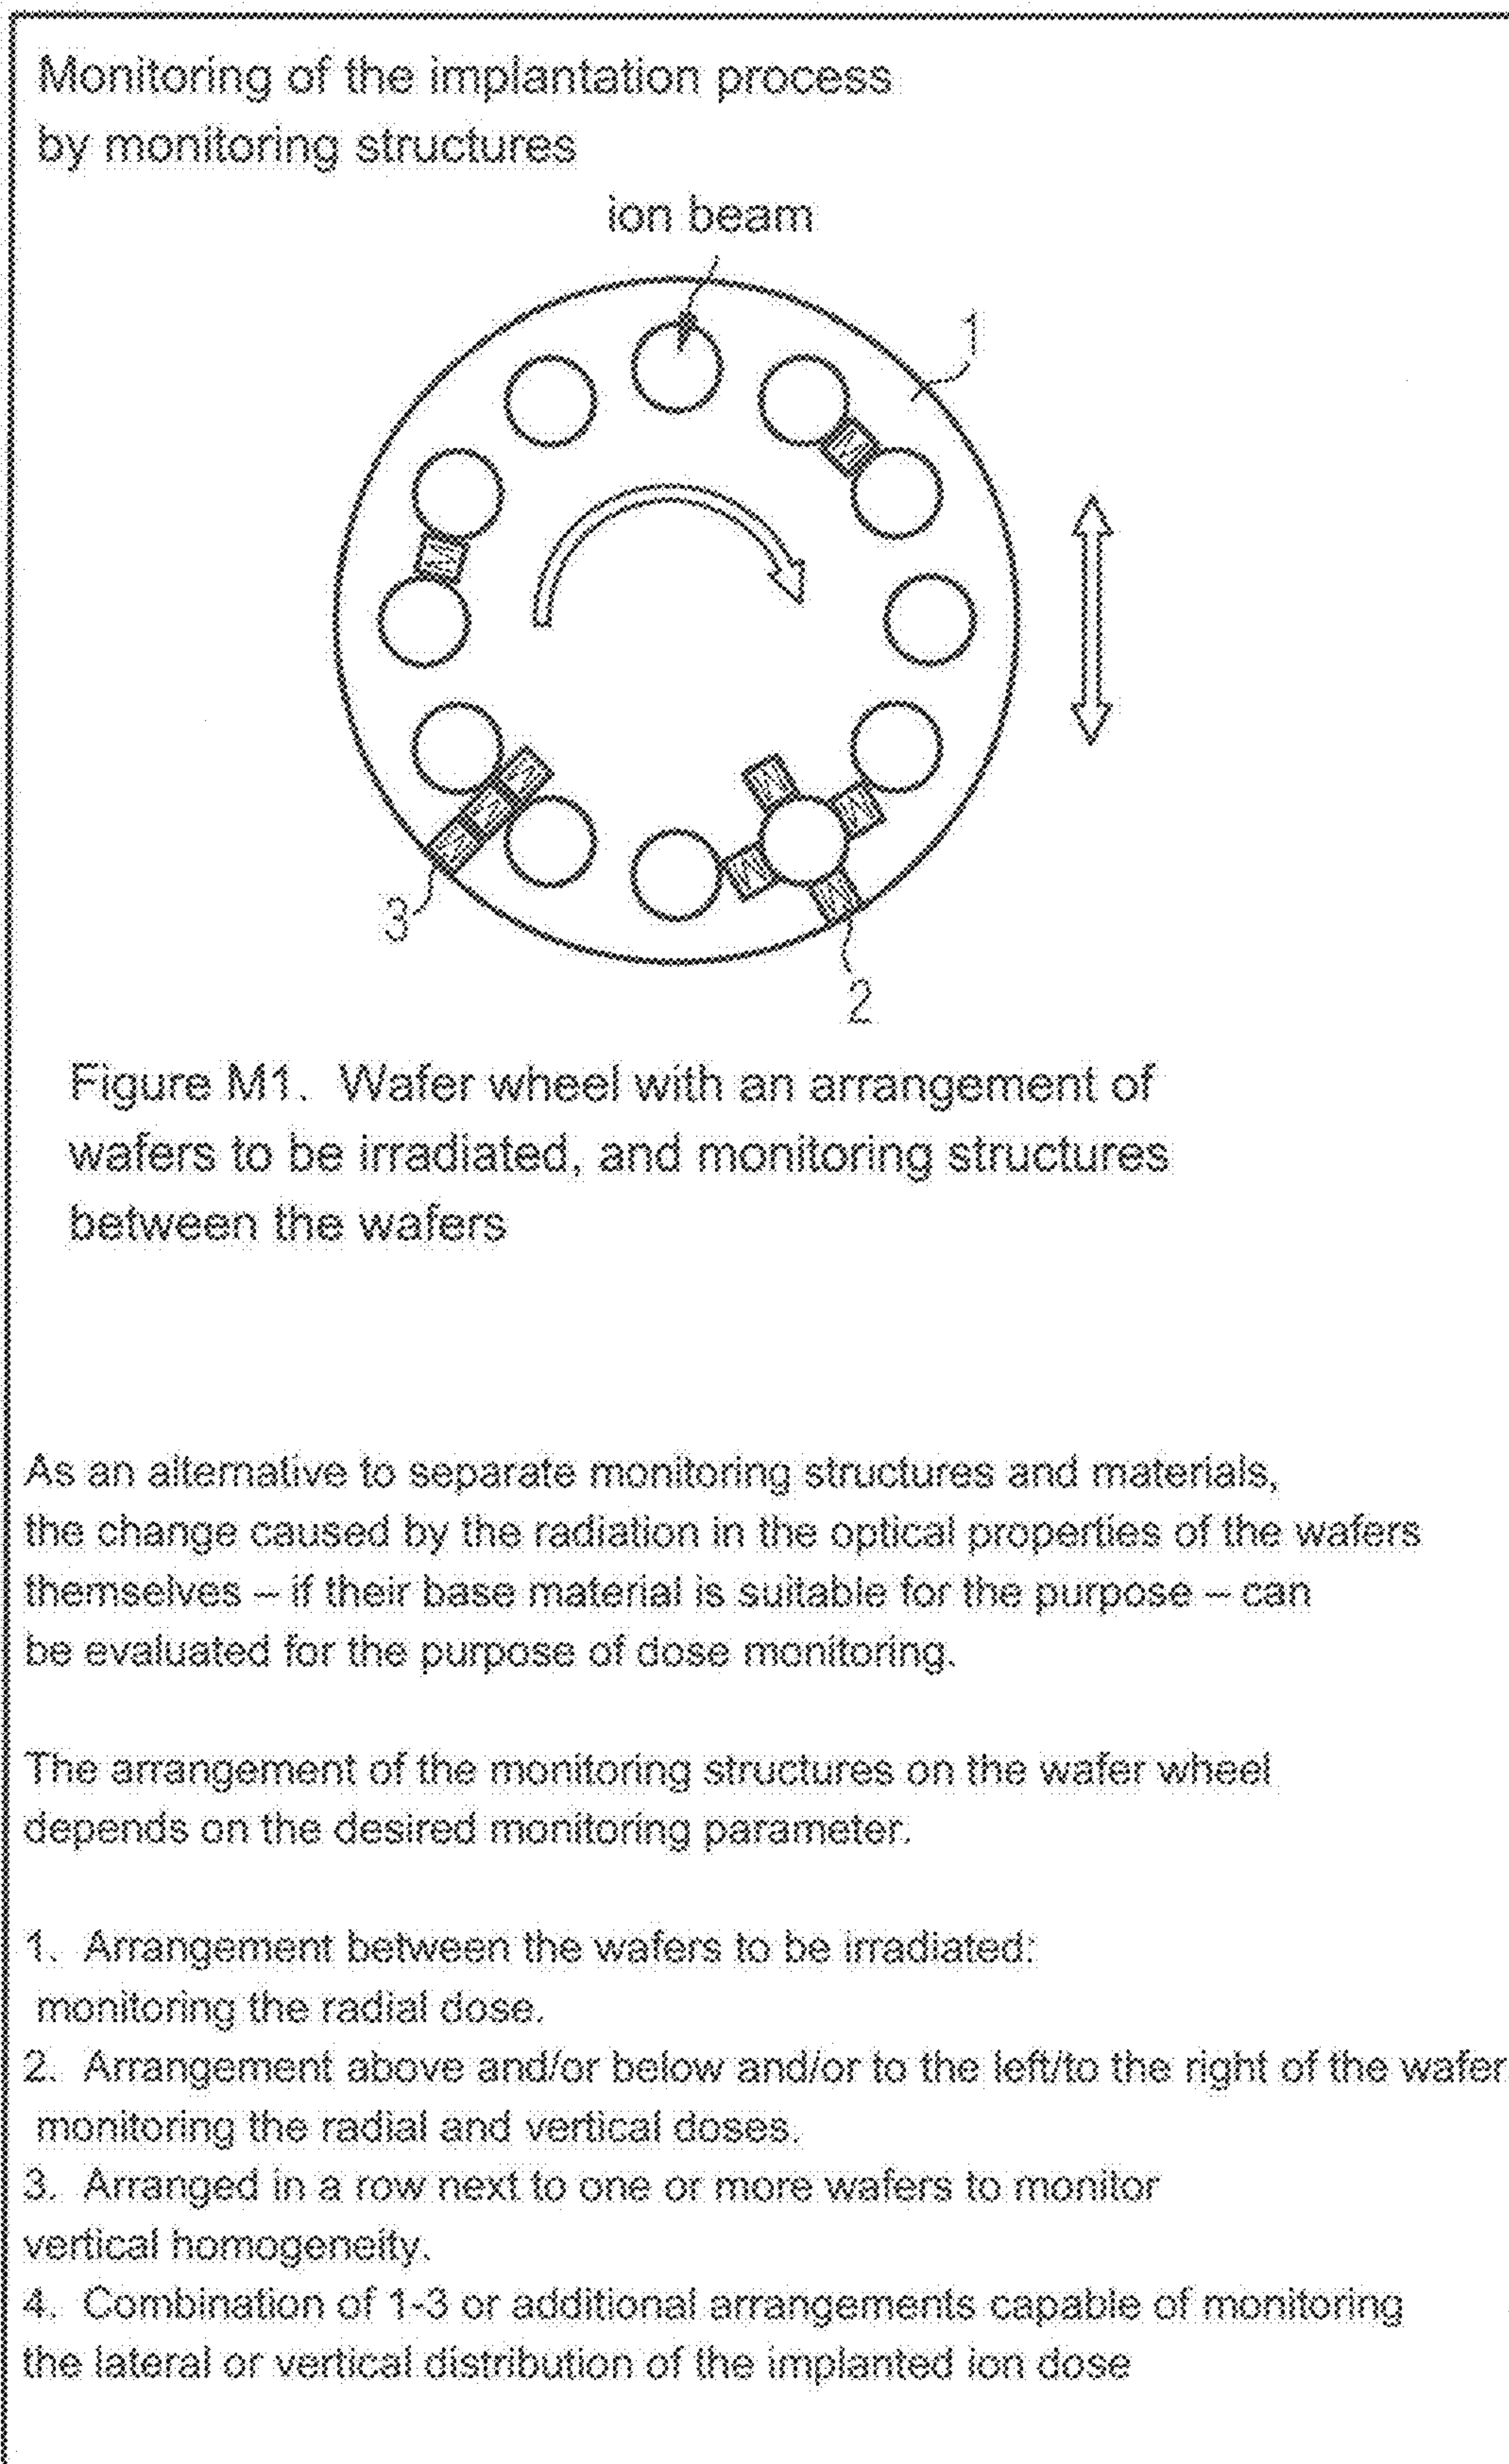 Monitoring of the implantation process
by monitoring structures
ion beam
1
3
2
Figure M1. Wafer wheel with an arrangement of
wafers to be irradiated, and monitoring structures
between the wafers
As an alternative to separate monitoring structures and materials,
the change caused by the radiation in the optical properties of the wafers
themselves – if their base material is suitable for the purpose – can
be evaluated for the purpose of dose monitoring.
The arrangement of the monitoring structures on the wafer wheel
depends on the desired monitoring parameter.
1. Arrangement between the wafers to be irradiated:
monitoring the radial dose.
2. Arrangement above and/or below and/or to the left/to the right of the wafer
monitoring the radial and vertical doses.
3. Arranged in a row next to one or more wafers to monitor
vertical homogeneity.
4. Combination of 1-3 or additional arrangements capable of monitoring
the lateral or vertical distribution of the implanted ion dose